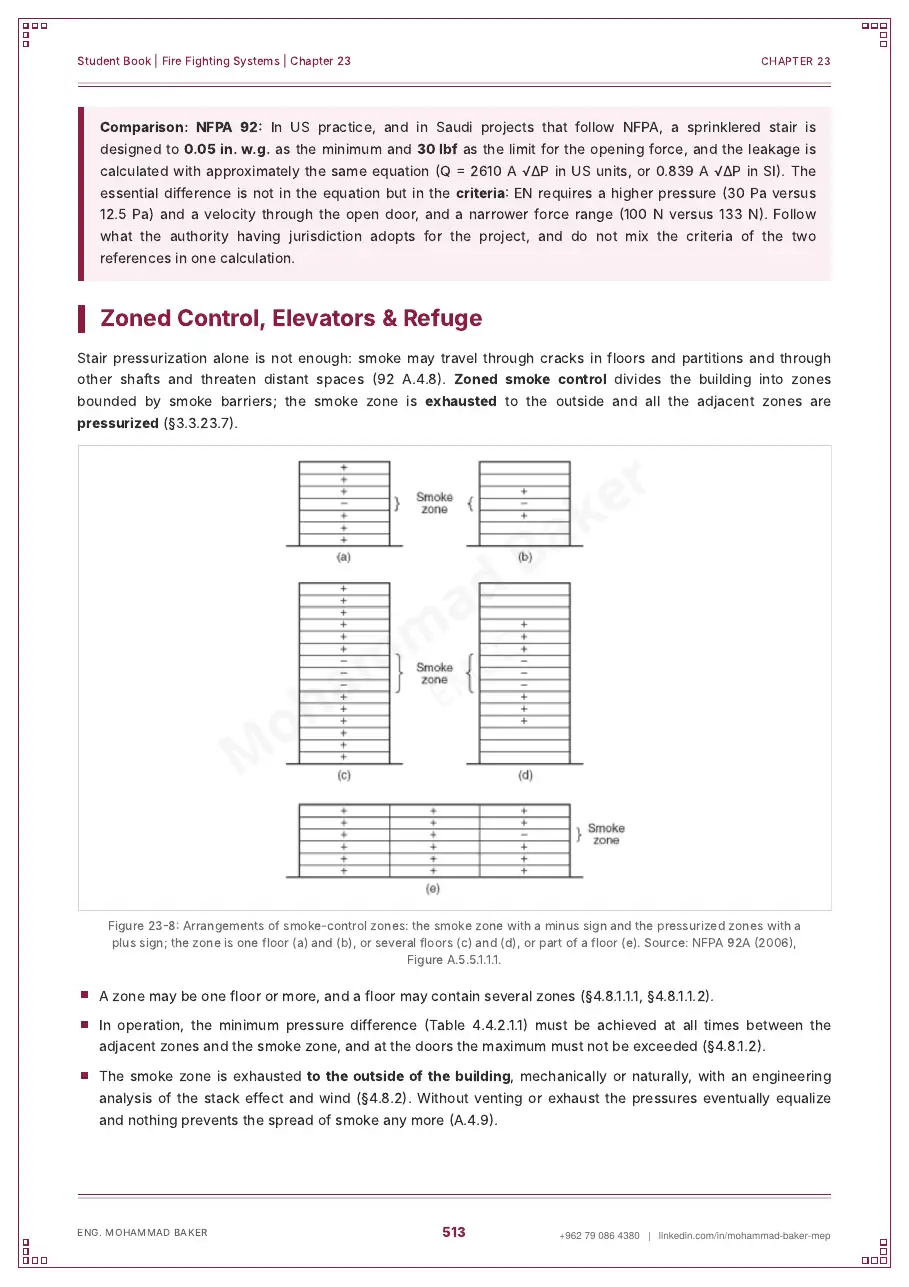 Student Book | Fire Fighting Systems | Chapter 23
CHAPTER 23
Comparison: NFPA 92: In US practice, and in Saudi projects that follow NFPA, a sprinklered stair is
designed to 0.05 in. w.g. as the minimum and 30 lbf as the limit for the opening force, and the leakage is
calculated with approximately the same equation (Q = 2610 A √ΔP in US units, or 0.839 A √ΔP in SI). The
essential difference is not in the equation but in the criteria: EN requires a higher pressure (30 Pa versus
12.5 Pa) and a velocity through the open door, and a narrower force range (100 N versus 133 N). Follow
what the authority having jurisdiction adopts for the project, and do not mix the criteria of the two
references in one calculation.
Zoned Control, Elevators & Refuge
Stair pressurization alone is not enough: smoke may travel through cracks in floors and partitions and through
other shafts and threaten distant spaces (92 A.4.8). Zoned smoke control divides the building into zones
bounded by smoke barriers; the smoke zone is exhausted to the outside and all the adjacent zones are
pressurized (§3.3.23.7).
Smoke
zone
(a)
(b)
Smoke
zone
(c)
(d)
Smoke
zone
(e)
Mohammad Baker
Figure 23-8: Arrangements of smoke-control zones: the smoke zone with a minus sign and the pressurized zones with a
plus sign; the zone is one floor (a) and (b), or several floors (c) and (d), or part of a floor (e). Source: NFPA 92A (2006),
Figure A.5.5.1.1.1.
A zone may be one floor or more, and a floor may contain several zones (§4.8.1.1.1, §4.8.1.1.2).
In operation, the minimum pressure difference (Table 4.4.2.1.1) must be achieved at all times between the
adjacent zones and the smoke zone, and at the doors the maximum must not be exceeded (§4.8.1.2).
The smoke zone is exhausted to the outside of the building, mechanically or naturally, with an engineering
analysis of the stack effect and wind (§4.8.2). Without venting or exhaust the pressures eventually equalize
and nothing prevents the spread of smoke any more (A.4.9).
ENG. MOHAMMAD BAKER
513
+962 79 086 4380 | linkedin.com/in/mohammad-baker-mep